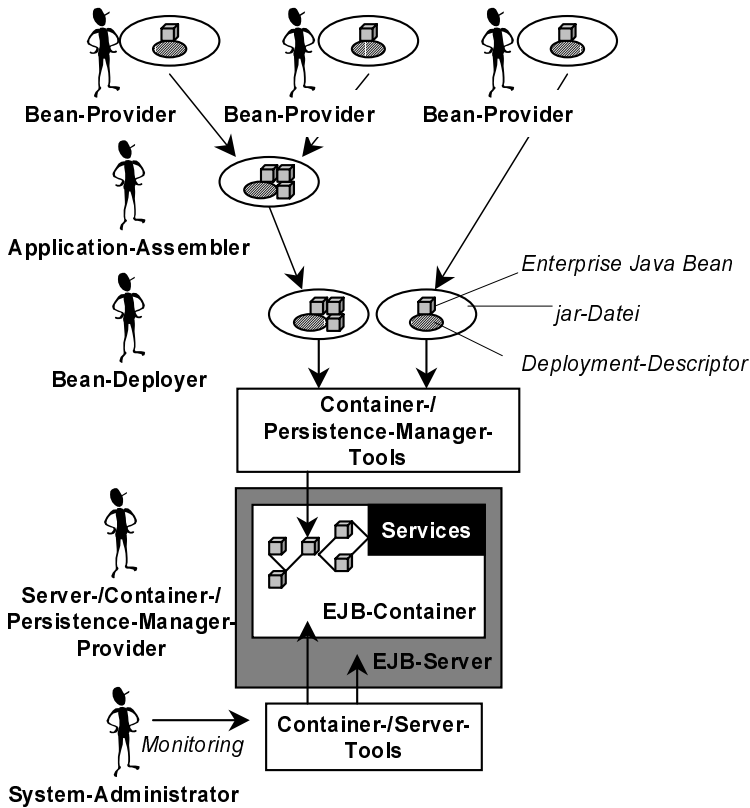 Bean-Provider
Bean-Provider
Bean-Provider
Application-Assembler
Enterprise Java Bean
jar-Datei
Deployment-Descriptor
Bean-Deployer
Container-/
Persistence-Manager-
Tools
Services
EJB-Container
EJB-Server
Server-/Container-/
Persistence-Manager-
Provider
Monitoring
Container-/Server-
Tools
System-Administrator